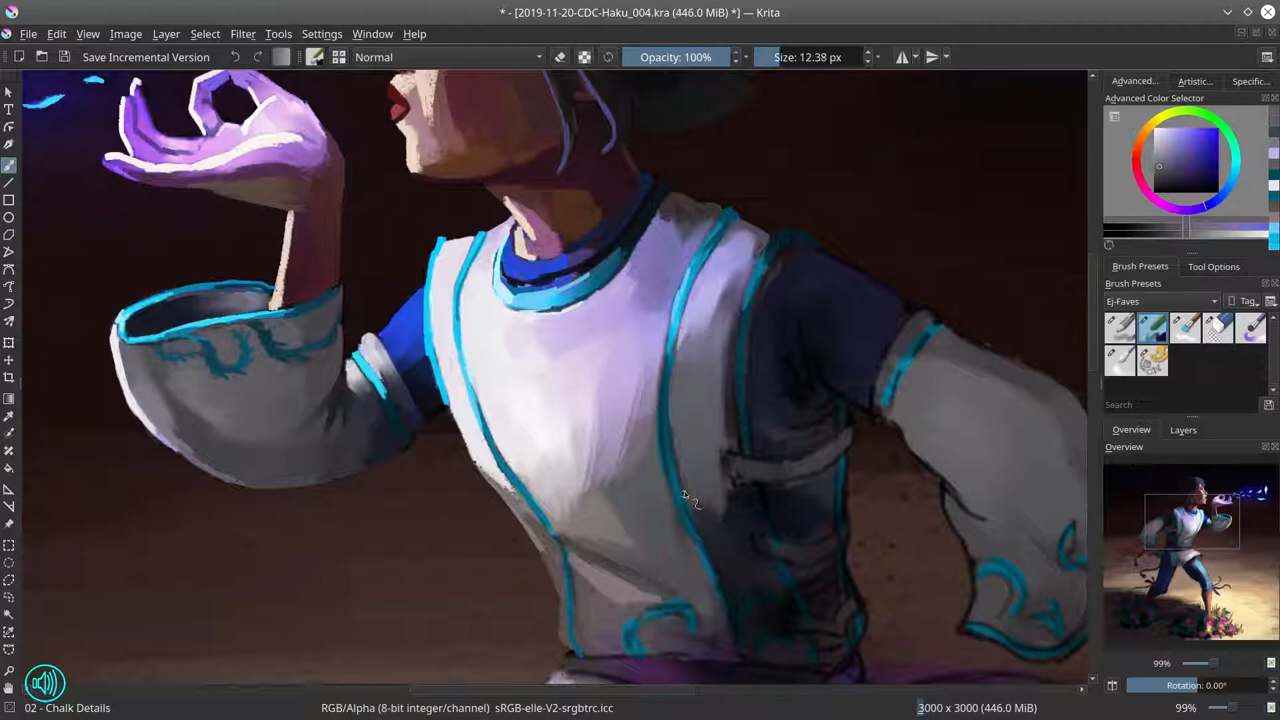 * - [2019-11-20-CDC-Haku_004.kra (446.0 MiB) *] — Krita
File Edit View Image Layer Select Filter Tools Settings Window Help
Save Incremental Version Normal Opacity: 100% Size: 12.38 px
Advanced... Artistic... Specific...
Advanced Color Selector
Brush Presets Tool Options
Brush Presets
Ej-Faves Tag
Search
Overview Layers
Overview
99%
Rotation: 0.00°
02 - Chalk Details RGB/Alpha (8-bit integer/channel) sRGB-elle-V2-srgbtrc.icc 3000 x 3000 (446.0 MiB) 99%